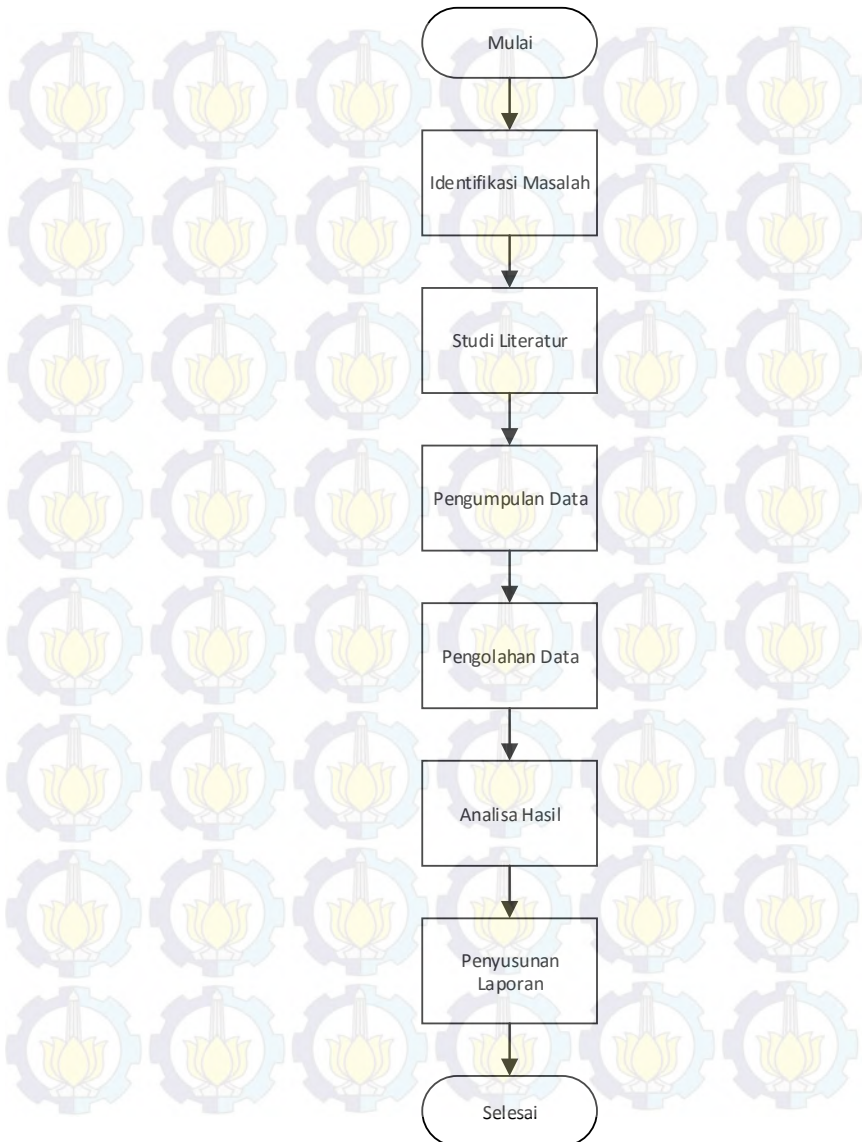 Mulai
Identifikasi Masalah
Studi Literatur
Pengumpulan Data
Pengolahan Data
Analisa Hasil
Penyusunan
Laporan
Selesai